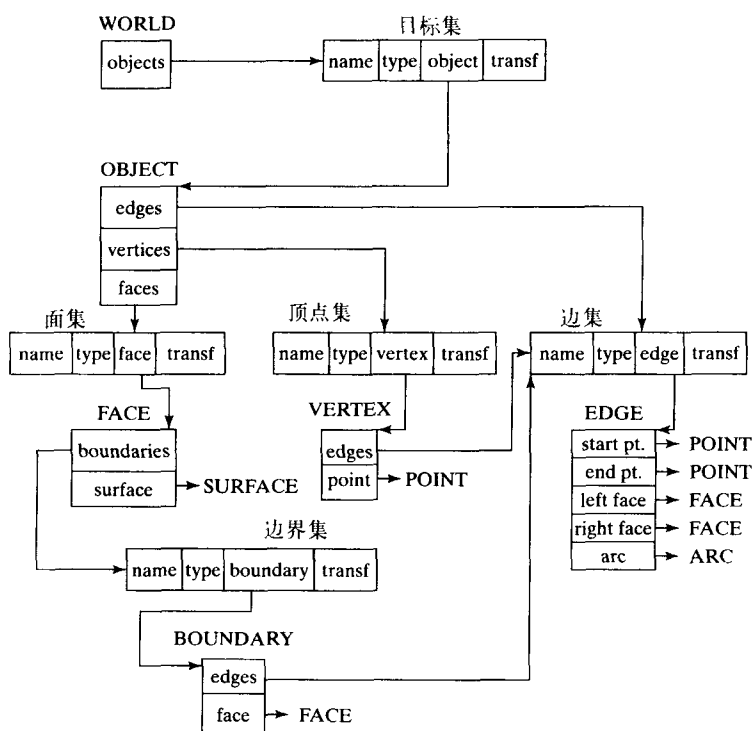 WORLD
目标集
objects
name type object transf
OBJECT
edges
vertices
faces
面集
顶点集
边集
name type face transf
name type vertex transf
name type edge transf
FACE
VERTEX
EDGE
boundaries
surface
SURFACE
edges
point
POINT
start pt.
POINT
end pt.
POINT
left face
FACE
right face
FACE
arc
ARC
边界集
name type boundary transf
BOUNDARY
edges
face
FACE